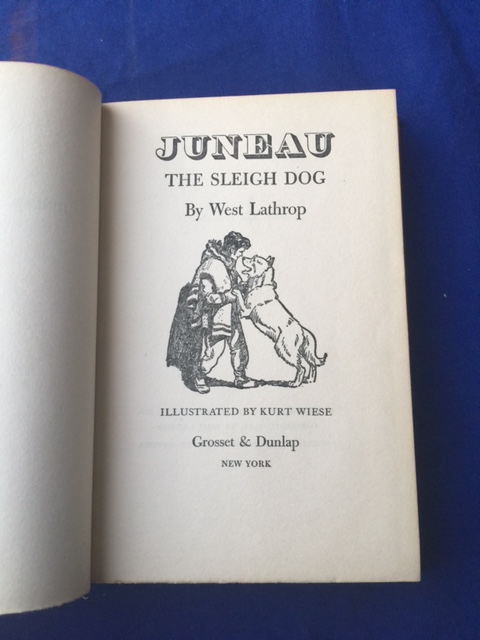 JUNEAU
THE SLEIGH DOG
By West Lathrop
ILLUSTRATED BY KURT WIESE
Grosset & Dunlap
NEW YORK